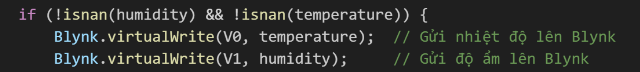 if (!isnan(humidity) && !isnan(temperature)) {
    Blynk.virtualWrite(V0, temperature);  // Gửi nhiệt độ lên Blynk
    Blynk.virtualWrite(V1, humidity);     // Gửi độ ẩm lên Blynk